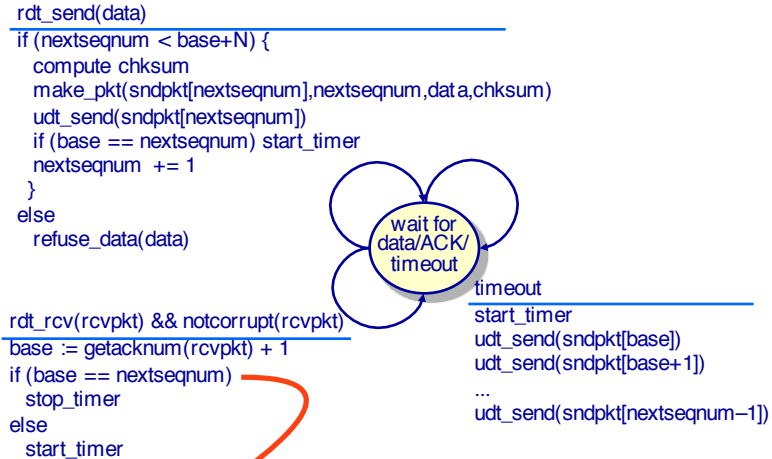 rdt_send(data)
if (nextseqnum < base+N) {
compute chksum
make_pkt(sndpkt[nextseqnum],nextseqnum,data,chksum)
udt_send(sndpkt[nextseqnum])
if (base == nextseqnum) start_timer
nextseqnum += 1
}
else
refuse_data(data)
wait for
data/ACK/
timeout
rdt_rcv(rcvpkt) && notcorrupt(rcvpkt)
base := getacknum(rcvpkt) + 1
if (base == nextseqnum)
stop_timer
else
start_timer
timeout
start_timer
udt_send(sndpkt[base])
udt_send(sndpkt[base+1])
...
udt_send(sndpkt[nextseqnum–1])